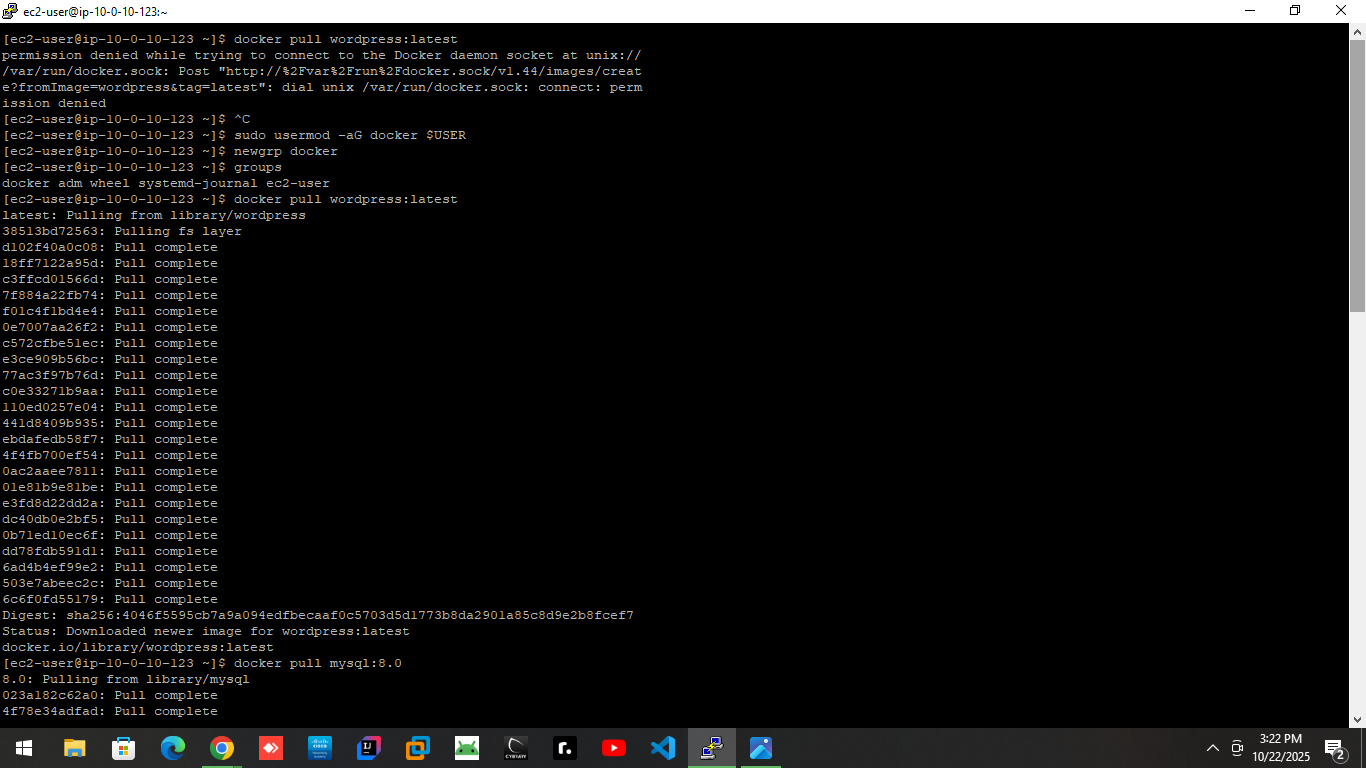 ec2-user@ip-10-0-10-123:~
[ec2-user@ip-10-0-10-123 ~]$ docker pull wordpress:latest
permission denied while trying to connect to the Docker daemon socket at unix://
/var/run/docker.sock: Post "http://%2Fvar%2Frun%2Fdocker.sock/v1.44/images/creat
e?fromImage=wordpress&tag=latest": dial unix /var/run/docker.sock: connect: perm
ission denied
[ec2-user@ip-10-0-10-123 ~]$ ^C
[ec2-user@ip-10-0-10-123 ~]$ sudo usermod -aG docker $USER
[ec2-user@ip-10-0-10-123 ~]$ newgrp docker
[ec2-user@ip-10-0-10-123 ~]$ groups
docker adm wheel systemd-journal ec2-user
[ec2-user@ip-10-0-10-123 ~]$ docker pull wordpress:latest
latest: Pulling from library/wordpress
38513bd72563: Pulling fs layer
d102f40a0c08: Pull complete
18ff7122a95d: Pull complete
c3ffcd01566d: Pull complete
7f884a22fb74: Pull complete
f01c4f1bd4e4: Pull complete
0e7007aa26f2: Pull complete
c572cfbe51ec: Pull complete
e3ce909b56bc: Pull complete
77ac3f97b76d: Pull complete
c0e33271b9aa: Pull complete
110ed0257e04: Pull complete
441d8409b935: Pull complete
ebdafedb58f7: Pull complete
4f4fb700ef54: Pull complete
0ac2aaee7811: Pull complete
01e81b9e81be: Pull complete
e3fd8d22dd2a: Pull complete
dc40db0e2bf5: Pull complete
0b71ed10ec6f: Pull complete
dd78fdb591d1: Pull complete
6ad4b4ef99e2: Pull complete
503e7abeec2c: Pull complete
6c6f0fd55179: Pull complete
Digest: sha256:4046f5595cb7a9a094edfbecaaf0c5703d5d1773b8da2901a85c8d9e2b8fcef7
Status: Downloaded newer image for wordpress:latest
docker.io/library/wordpress:latest
[ec2-user@ip-10-0-10-123 ~]$ docker pull mysql:8.0
8.0: Pulling from library/mysql
023a182c62a0: Pull complete
4f78e34adfad: Pull complete
3:22 PM
10/22/2025
2